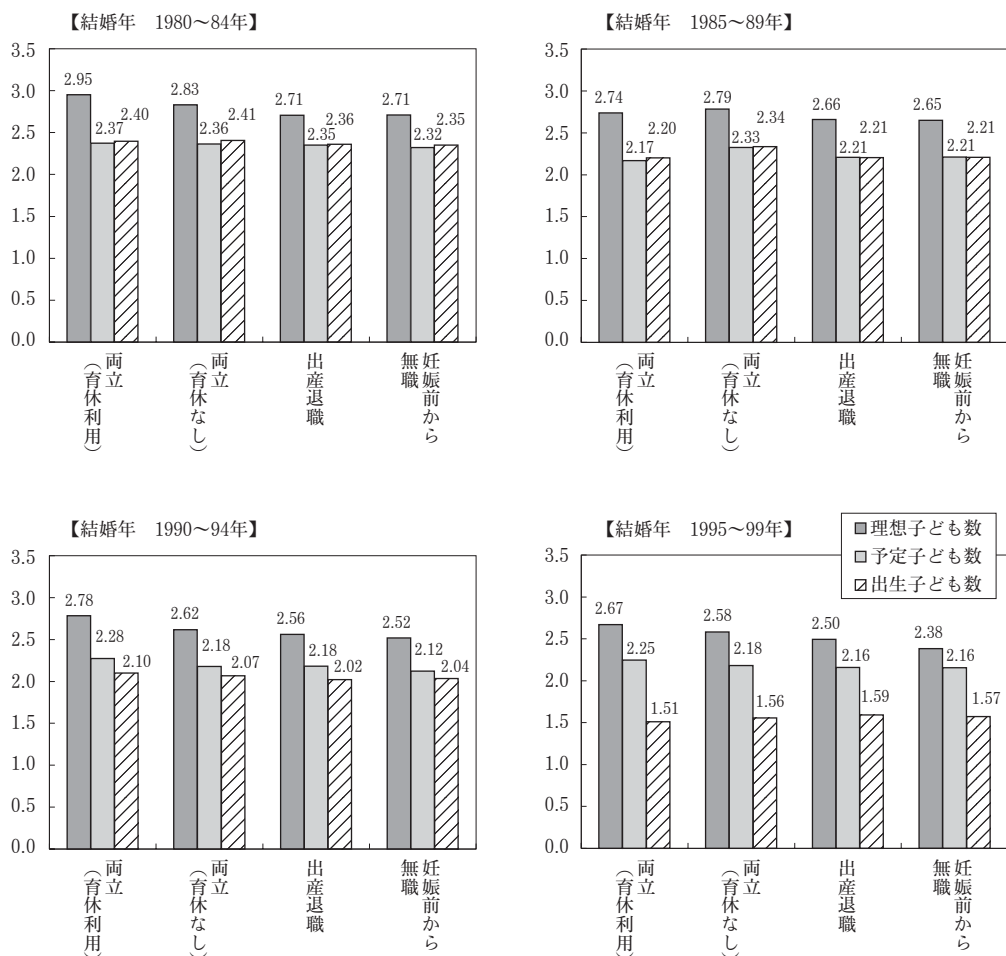 【結婚年 1980～84年】
3.5
3.0
2.5
2.0
1.5
1.0
0.5
0.0
2.95
2.37
2.40
2.83
2.36
2.41
2.71
2.35
2.36
2.71
2.32
2.35
両立
（育休利用）
両立
（育休なし）
出産退職
妊娠前から
無職
【結婚年 1985～89年】
3.5
3.0
2.5
2.0
1.5
1.0
0.5
0.0
2.74
2.17
2.20
2.79
2.33
2.34
2.66
2.21
2.21
2.65
2.21
2.21
両立
（育休利用）
両立
（育休なし）
出産退職
妊娠前から
無職
【結婚年 1990～94年】
3.5
3.0
2.5
2.0
1.5
1.0
0.5
0.0
2.78
2.28
2.10
2.62
2.18
2.07
2.56
2.18
2.02
2.52
2.12
2.04
両立
（育休利用）
両立
（育休なし）
出産退職
妊娠前から
無職
【結婚年 1995～99年】
理想子ども数
予定子ども数
出生子ども数
3.5
3.0
2.5
2.0
1.5
1.0
0.5
0.0
2.67
2.25
1.51
2.58
2.18
1.56
2.50
2.16
1.59
2.38
2.16
1.57
両立
（育休利用）
両立
（育休なし）
出産退職
妊娠前から
無職